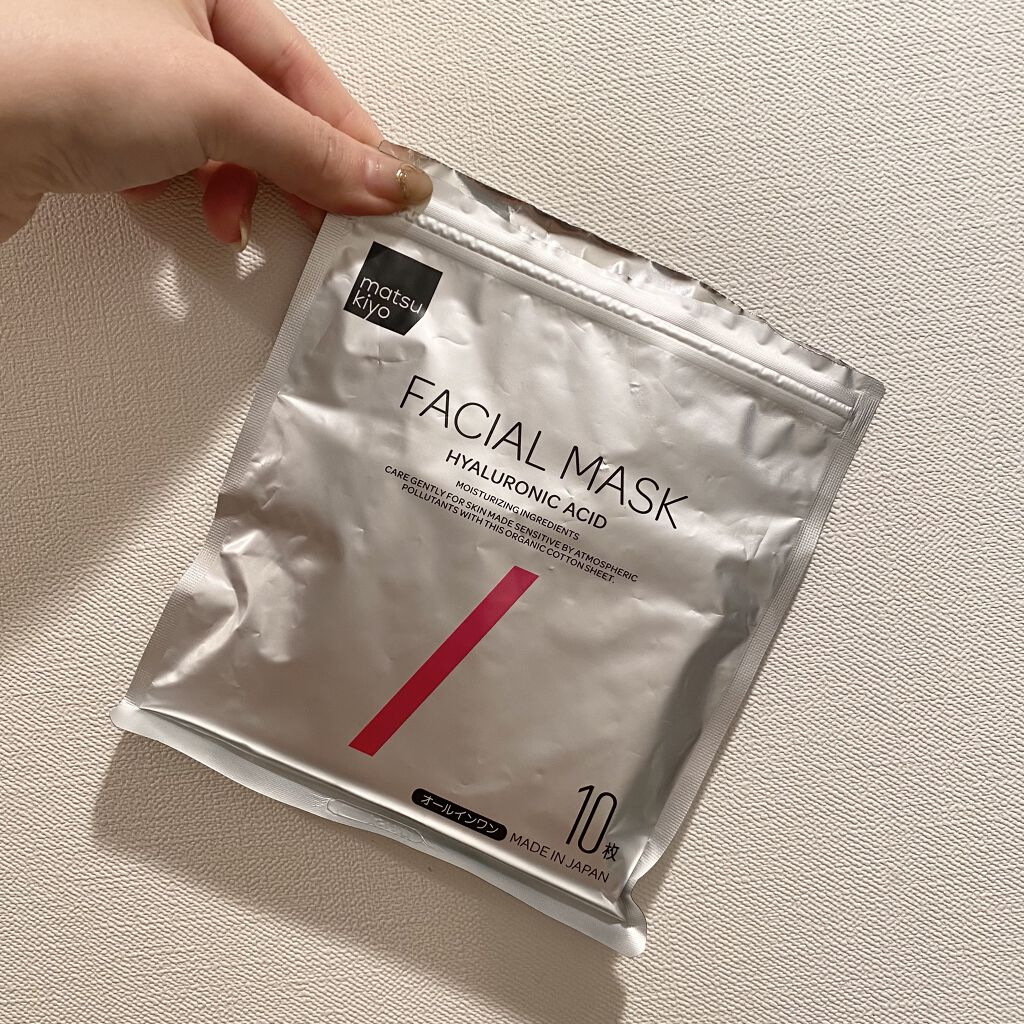 matsu
kiyo
FACIAL MASK
HYALURONIC ACID
MOISTURIZING INGREDIENTS
CARE GENTLY FOR SKIN MADE SENSITIVE BY ATMOSPHERIC
POLLUTANTS WITH THIS ORGANIC COTTON SHEET.
10枚
オールインワン
MADE IN JAPAN